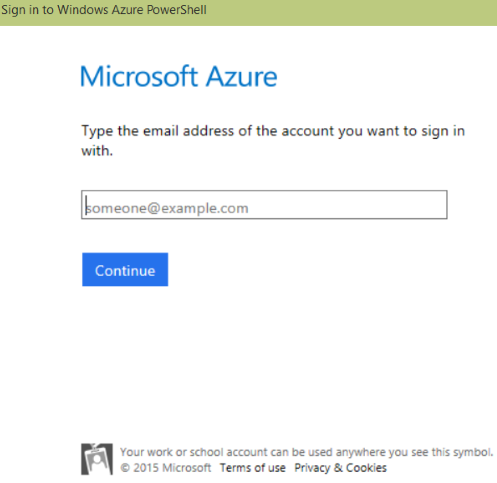 Sign in to Windows Azure PowerShell
Microsoft Azure
Type the email address of the account you want to sign in
with.
someone@example.com
Continue
Your work or school account can be used anywhere you see this symbol.
© 2015 Microsoft Terms of use Privacy & Cookies